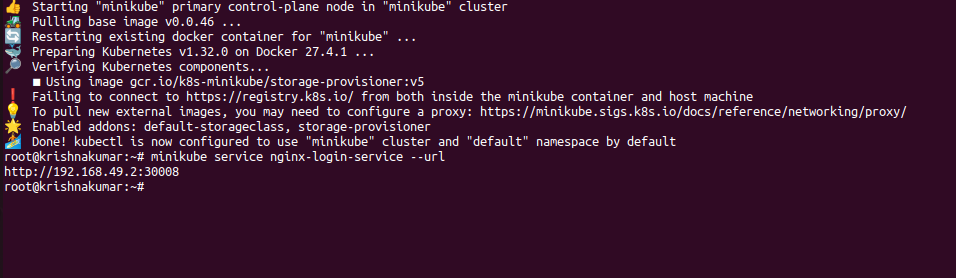 Starting "minikube" primary control-plane node in "minikube" cluster
Pulling base image v0.0.46 ...
Restarting existing docker container for "minikube" ...
Preparing Kubernetes v1.32.0 on Docker 27.4.1 ...
Verifying Kubernetes components...
■ Using image gcr.io/k8s-minikube/storage-provisioner:v5
❗ Failing to connect to https://registry.k8s.io/ from both inside the minikube container and host machine
To pull new external images, you may need to configure a proxy: https://minikube.sigs.k8s.io/docs/reference/networking/proxy/
Enabled addons: default-storageclass, storage-provisioner
Done! kubectl is now configured to use "minikube" cluster and "default" namespace by default
root@krishnakumar:~# minikube service nginx-login-service --url
http://192.168.49.2:30008
root@krishnakumar:~#